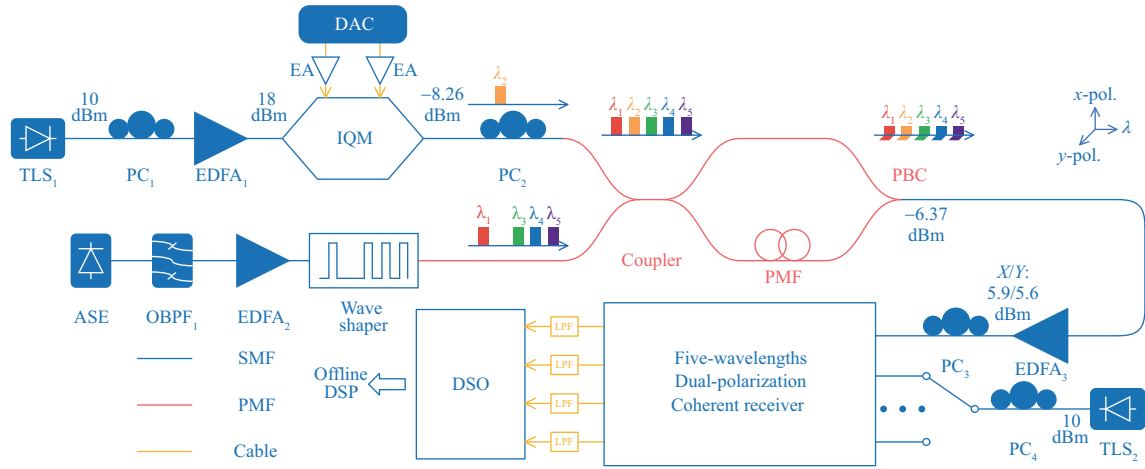 DAC
EA
EA
λ2
10
dBm
18
dBm
−8.26
dBm
IQM
TLS1
PC1
EDFA1
PC2
λ1 λ2 λ3 λ4 λ5
λ1 λ2 λ3 λ4 λ5
x-pol.
λ
y-pol.
PBC
−6.37
dBm
λ1 λ3 λ4 λ5
Coupler
PMF
ASE
OBPF1
EDFA2
Wave
shaper
X/Y:
5.9/5.6
dBm
PC3
EDFA3
SMF
PMF
Cable
Offline
DSP
DSO
LPF
LPF
LPF
LPF
Five-wavelengths
Dual-polarization
Coherent receiver
PC4
10
dBm
TLS2